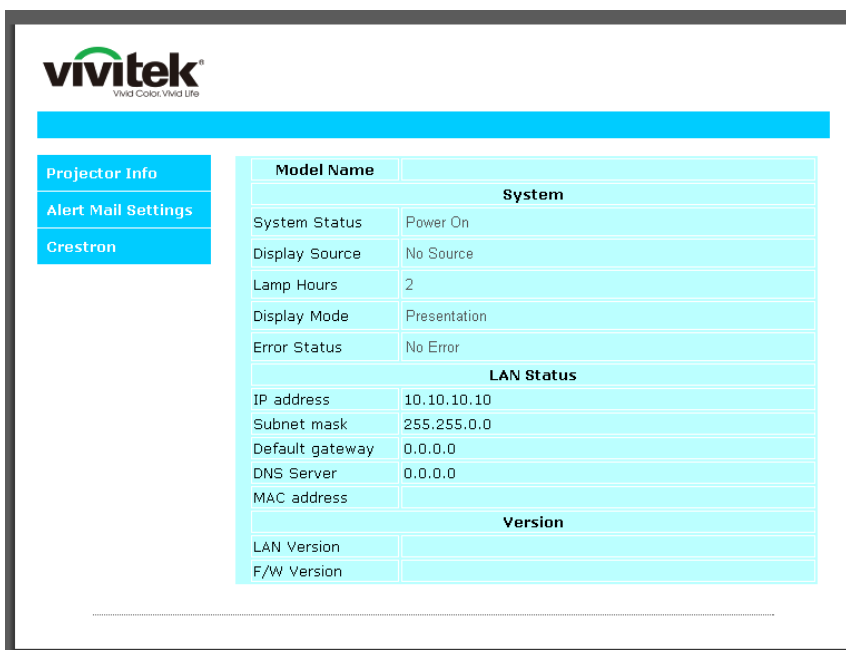 vivitek®
Vivid Color. Vivid Life
Projector Info
Alert Mail Settings
Crestron
Model Name
System
System Status Power On
Display Source No Source
Lamp Hours 2
Display Mode Presentation
Error Status No Error
LAN Status
IP address 10.10.10.10
Subnet mask 255.255.0.0
Default gateway 0.0.0.0
DNS Server 0.0.0.0
MAC address
Version
LAN Version
F/W Version